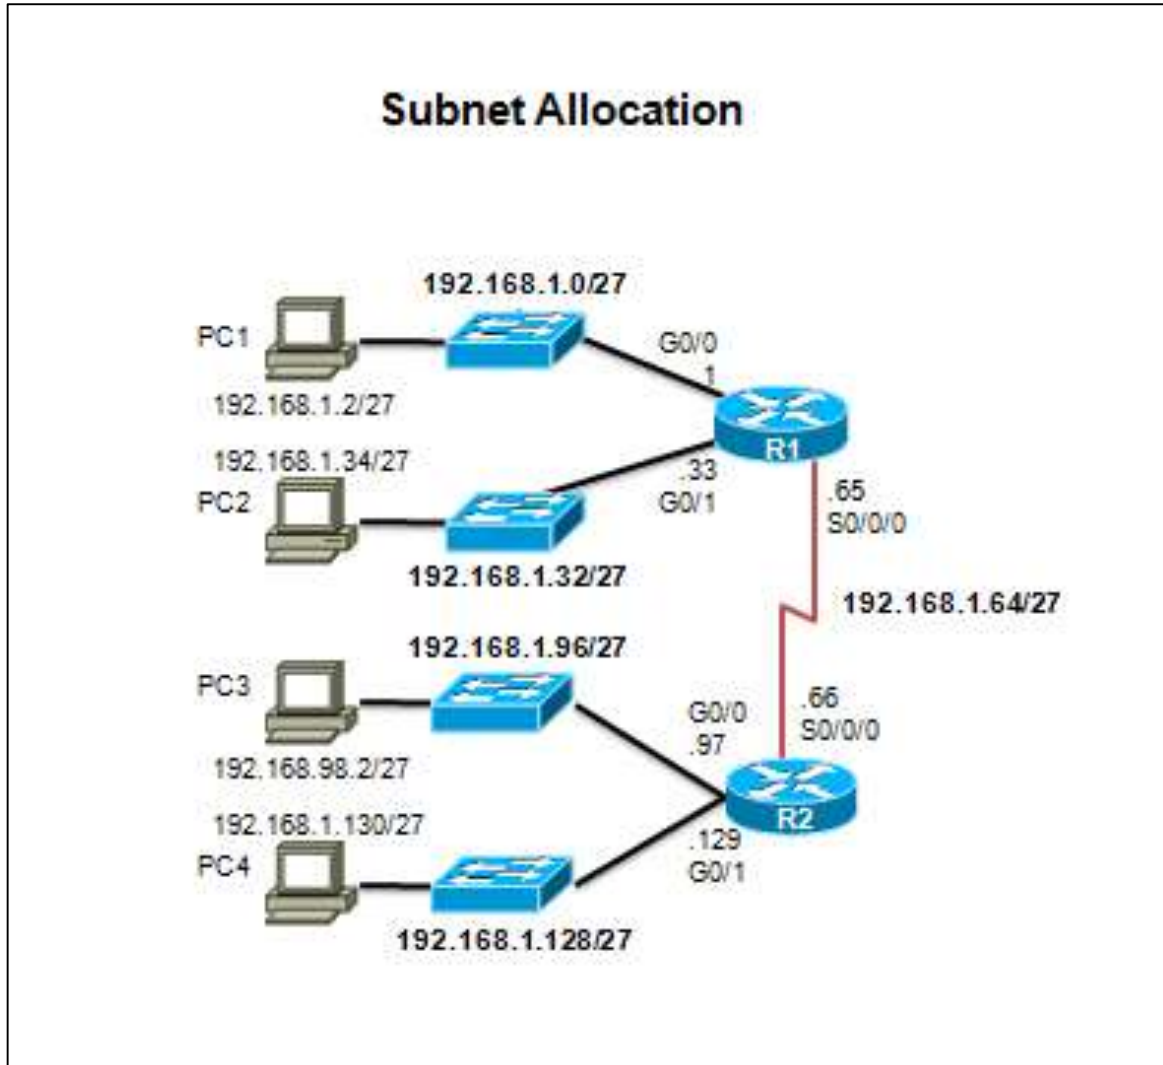 Subnet Allocation
192.168.1.0/27
PC1
G0/0
1
192.168.1.2/27
R1
192.168.1.34/27
.33
G0/1
PC2
.65
S0/0/0
192.168.1.32/27
192.168.1.64/27
192.168.1.96/27
PC3
G0/0
.97
.66
S0/0/0
192.168.98.2/27
R2
192.168.1.130/27
.129
G0/1
PC4
192.168.1.128/27